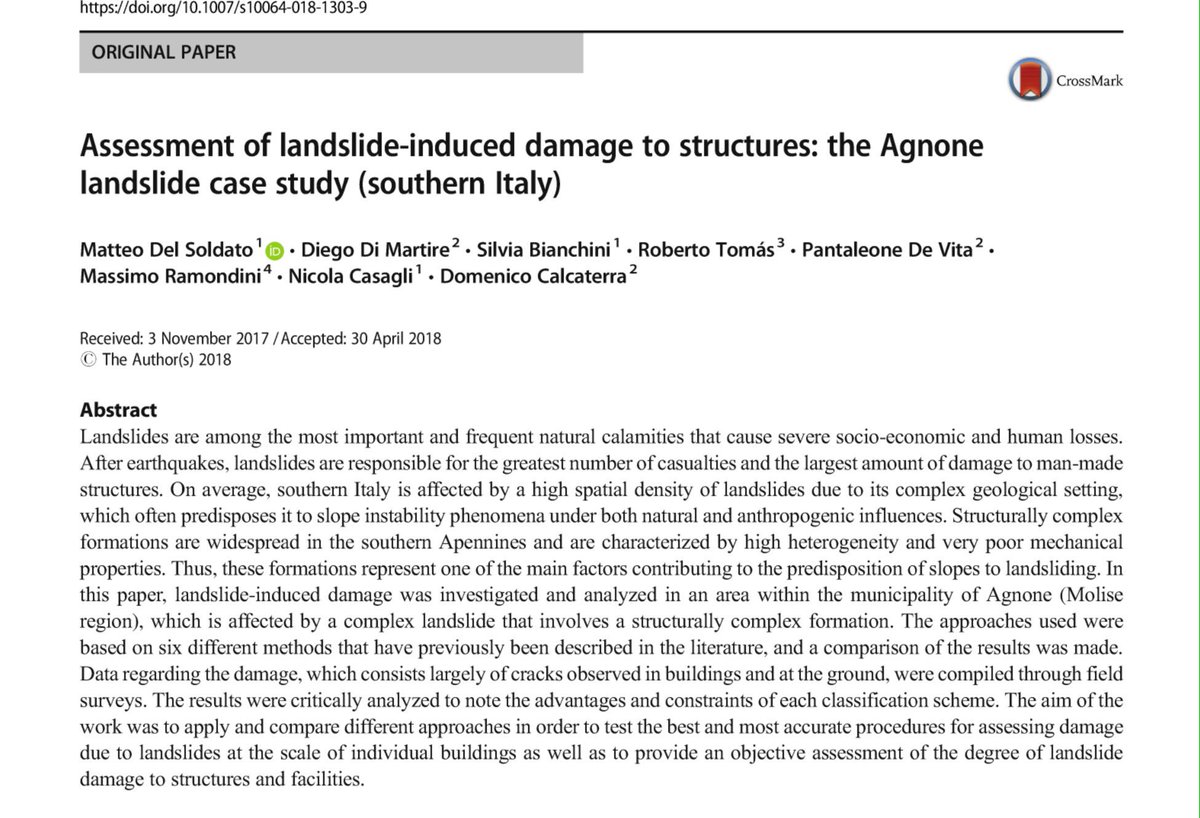 https://doi.org/10.1007/s10064-018-1303-9
ORIGINAL PAPER
CrossMark
Assessment of landslide-induced damage to structures: the Agnone
landslide case study (southern Italy)
Matteo Del Soldato 1 iD · Diego Di Martire 2 · Silvia Bianchini 1 · Roberto Tomás 3 · Pantaleone De Vita 2 ·
Massimo Ramondini 4 · Nicola Casagli 1 · Domenico Calcaterra 2
Received: 3 November 2017 / Accepted: 30 April 2018
© The Author(s) 2018
Abstract
Landslides are among the most important and frequent natural calamities that cause severe socio-economic and human losses.
After earthquakes, landslides are responsible for the greatest number of casualties and the largest amount of damage to man-made
structures. On average, southern Italy is affected by a high spatial density of landslides due to its complex geological setting,
which often predisposes it to slope instability phenomena under both natural and anthropogenic influences. Structurally complex
formations are widespread in the southern Apennines and are characterized by high heterogeneity and very poor mechanical
properties. Thus, these formations represent one of the main factors contributing to the predisposition of slopes to landsliding. In
this paper, landslide-induced damage was investigated and analyzed in an area within the municipality of Agnone (Molise
region), which is affected by a complex landslide that involves a structurally complex formation. The approaches used were
based on six different methods that have previously been described in the literature, and a comparison of the results was made.
Data regarding the damage, which consists largely of cracks observed in buildings and at the ground, were compiled through field
surveys. The results were critically analyzed to note the advantages and constraints of each classification scheme. The aim of the
work was to apply and compare different approaches in order to test the best and most accurate procedures for assessing damage
due to landslides at the scale of individual buildings as well as to provide an objective assessment of the degree of landslide
damage to structures and facilities.